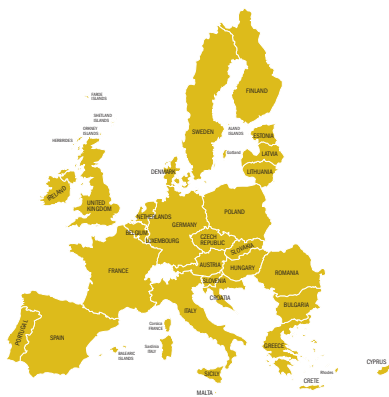 FINLAND
FAROE
ISLANDS
SHETLAND
ISLANDS
ORKNEY
ISLANDS
HEBRERIDES
SWEDEN
ALAND
ISLANDS
ESTONIA
Gotland
LATVIA
LITHUANIA
DENMARK
IRELAND
UNITED
KINGDOM
NETHERLANDS
POLAND
GERMANY
BELGIUM
LUXEMBOURG
CZECH
REPUBLIC
SLOVAKIA
FRANCE
AUSTRIA
HUNGARY
ROMANIA
SLOVENIA
CROATIA
BULGARIA
ITALY
Corsica
FRANCE
PORTUGAL
SPAIN
Sardinia
ITALY
BALEARIC
ISLANDS
GREECE
CYPRUS
SICILY
Rhodes
CRETE
MALTA